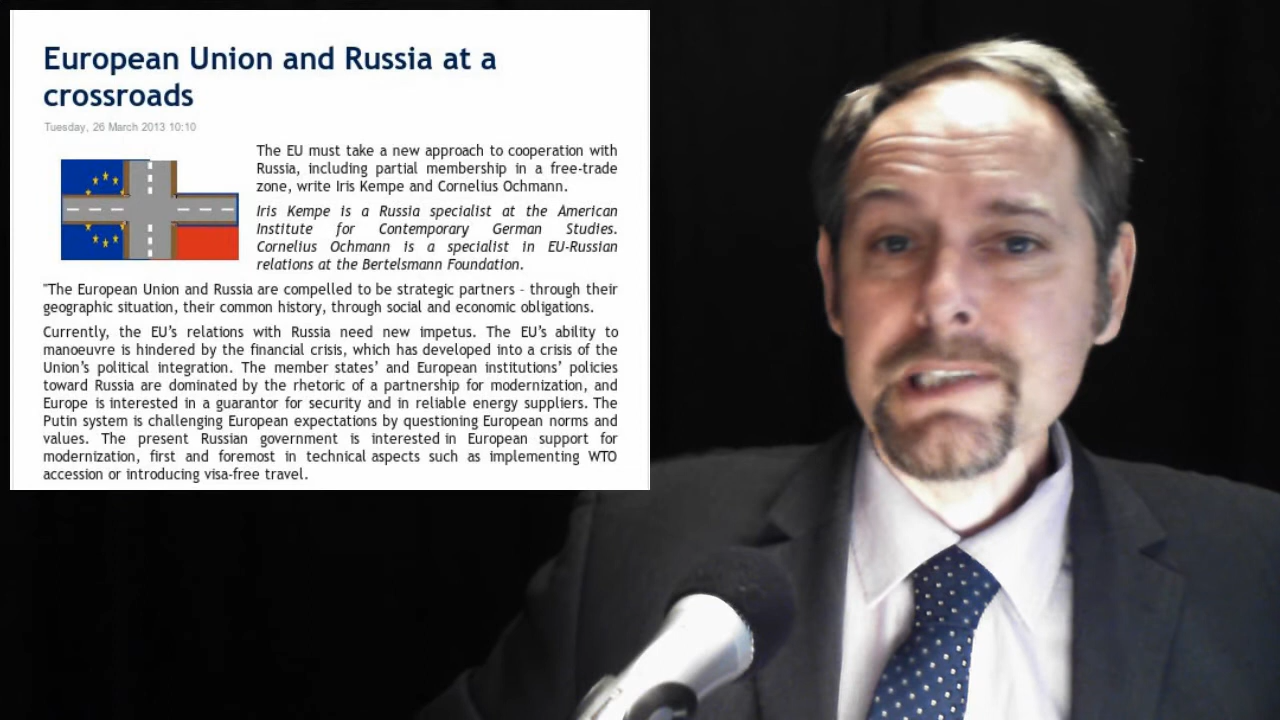 European Union and Russia at a
crossroads
Tuesday, 26 March 2013 10:10
The EU must take a new approach to cooperation with
Russia, including partial membership in a free-trade
zone, write Iris Kempe and Cornelius Ochmann.
Iris Kempe is a Russia specialist at the American
Institute for Contemporary German Studies.
Cornelius Ochmann is a specialist in EU-Russian
relations at the Bertelsmann Foundation.
"The European Union and Russia are compelled to be strategic partners - through their
geographic situation, their common history, through social and economic obligations.
Currently, the EU's relations with Russia need new impetus. The EU's ability to
manoeuvre is hindered by the financial crisis, which has developed into a crisis of the
Union's political integration. The member states' and European institutions' policies
toward Russia are dominated by the rhetoric of a partnership for modernization, and
Europe is interested in a guarantor for security and in reliable energy suppliers. The
Putin system is challenging European expectations by questioning European norms and
values. The present Russian government is interested in European support for
modernization, first and foremost in technical aspects such as implementing WTO
accession or introducing visa-free travel.